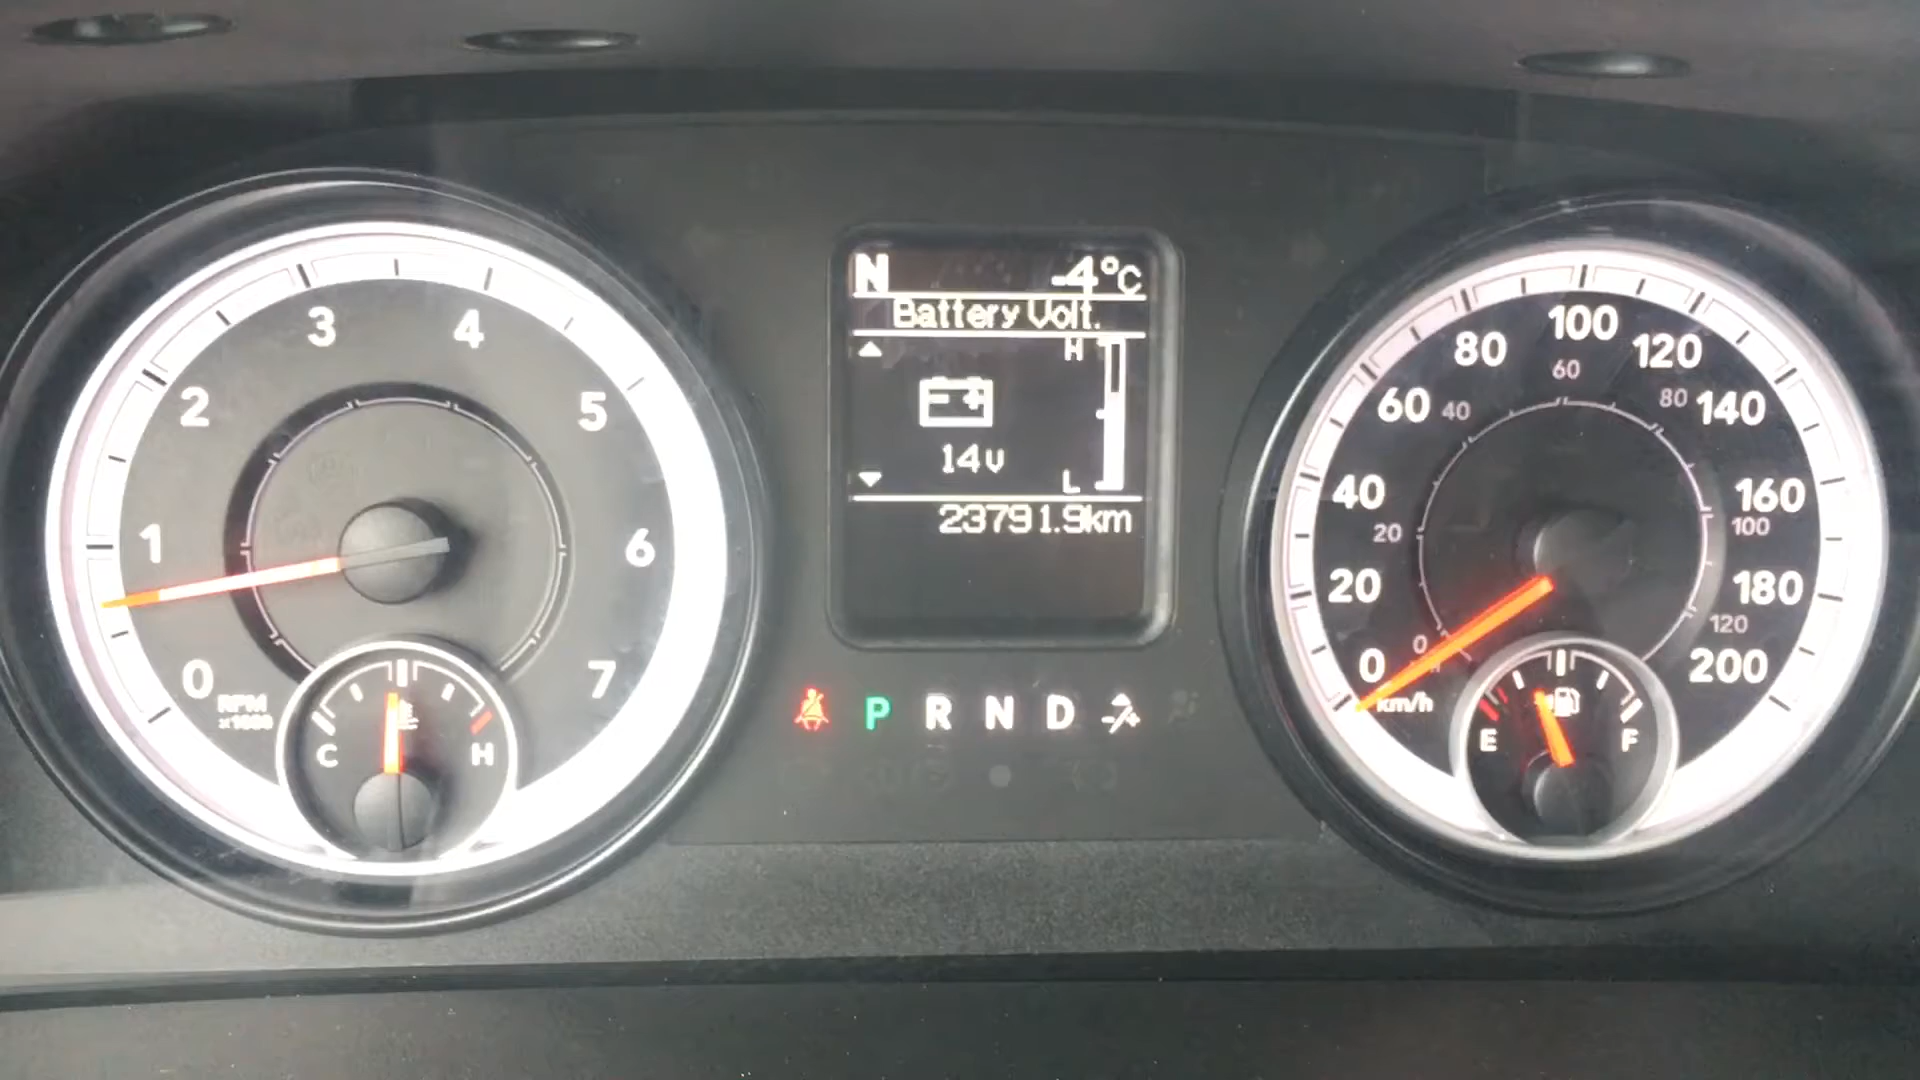 N -4°C
Battery Volt.
H
14v
L
23791.9km
0 1 2 3 4 5 6 7
RPM
x1000
C H
P R N D
0 20 40 60 80 100 120 140 160 180 200
km/h
0 20 40 60 80 100 120
E F